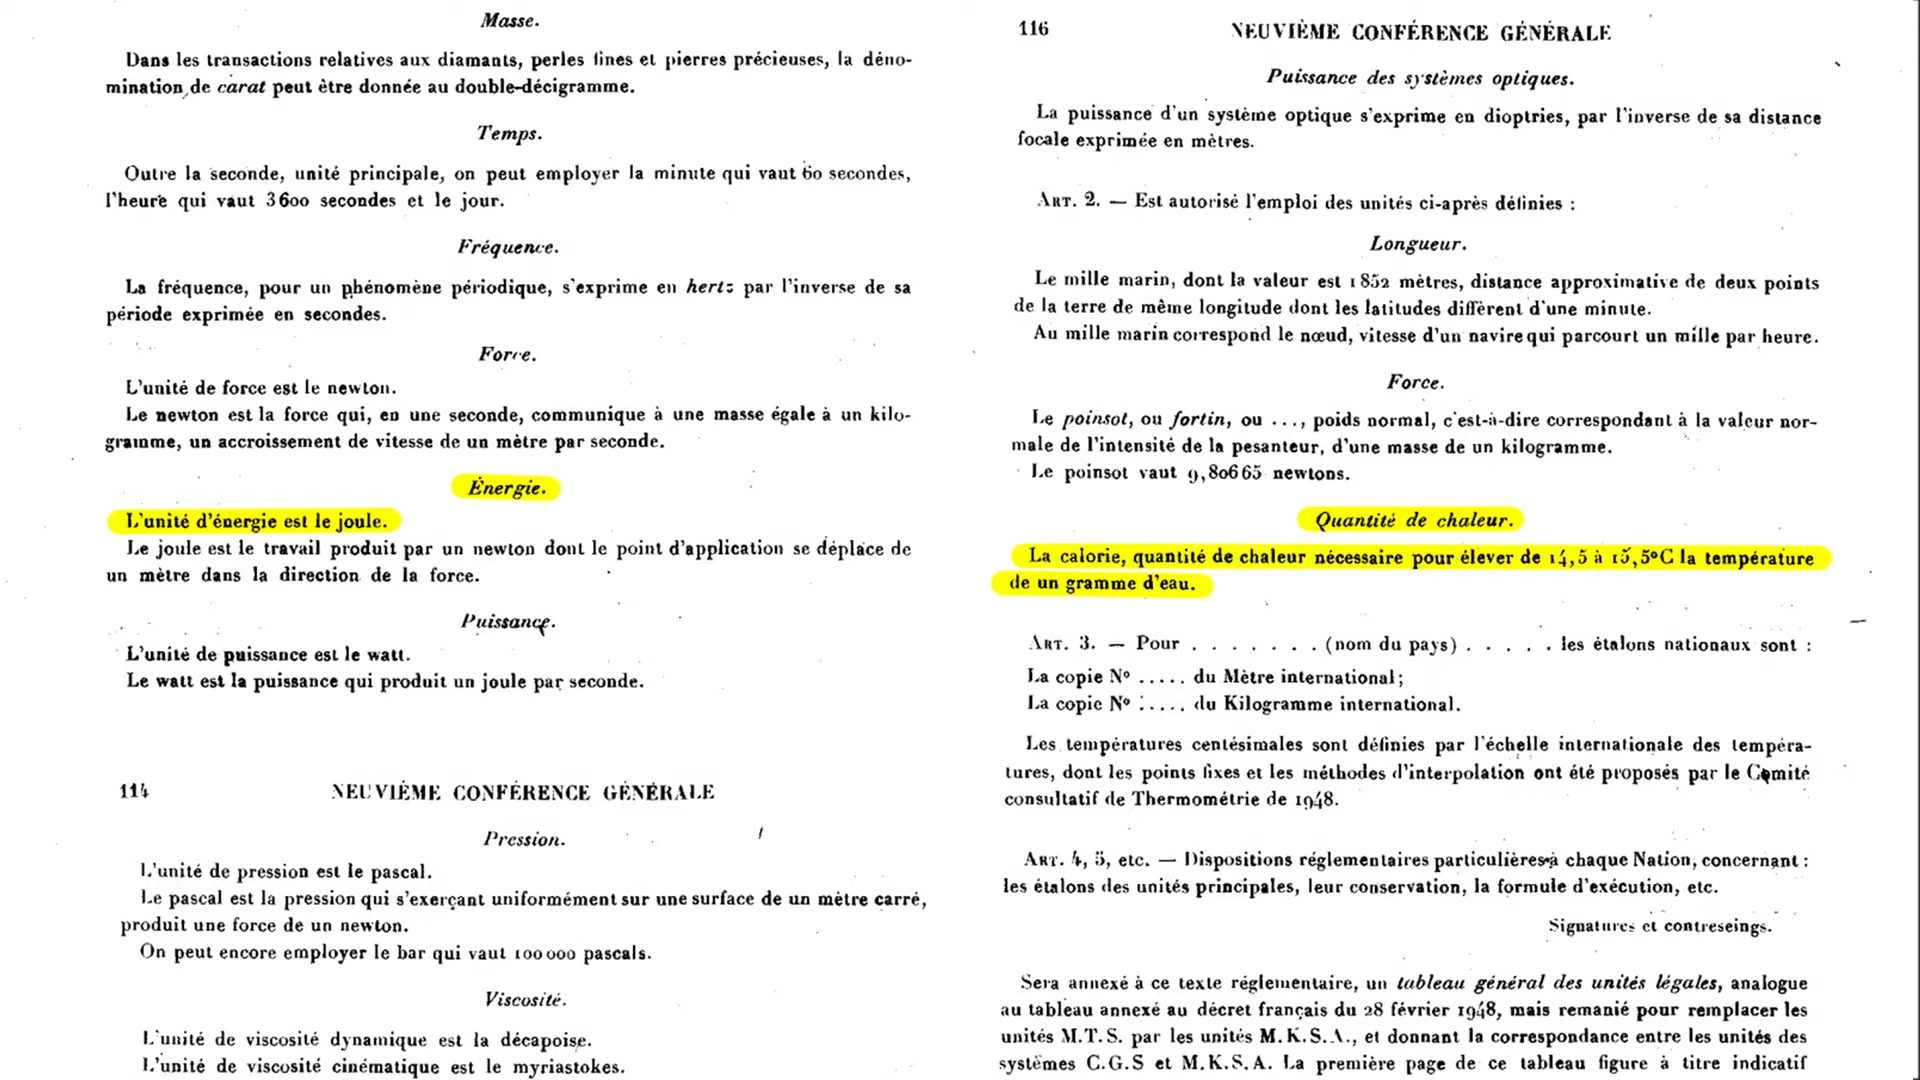 Masse.
Dans les transactions relatives aux diamants, perles fines et pierres précieuses, la déno-
mination de carat peut être donnée au double-décigramme.
Temps.
Outre la seconde, unité principale, on peut employer la minute qui vaut 60 secondes,
l'heure qui vaut 3600 secondes et le jour.
Fréquence.
La fréquence, pour un phénomène périodique, s'exprime en hertz par l'inverse de sa
période exprimée en secondes.
Force.
L'unité de force est le newton.
Le newton est la force qui, en une seconde, communique à une masse égale à un kilo-
gramme, un accroissement de vitesse de un mètre par seconde.
Énergie.
L'unité d'énergie est le joule.
Le joule est le travail produit par un newton dont le point d'application se déplace de
un mètre dans la direction de la force.
Puissance.
L'unité de puissance est le watt.
Le watt est la puissance qui produit un joule par seconde.
114 NEUVIÈME CONFÉRENCE GÉNÉRALE
Pression.
L'unité de pression est le pascal.
Le pascal est la pression qui s'exerçant uniformément sur une surface de un mètre carré,
produit une force de un newton.
On peut encore employer le bar qui vaut 100 000 pascals.
Viscosité.
L'unité de viscosité dynamique est la décapoise.
L'unité de viscosité cinématique est le myriastokes.
116 NEUVIÈME CONFÉRENCE GÉNÉRALE
Puissance des systèmes optiques.
La puissance d'un système optique s'exprime en dioptries, par l'inverse de sa distance
focale exprimée en mètres.
ART. 2. — Est autorisé l'emploi des unités ci-après définies :
Longueur.
Le mille marin, dont la valeur est 1852 mètres, distance approximative de deux points
de la terre de même longitude dont les latitudes diffèrent d'une minute.
Au mille marin correspond le nœud, vitesse d'un navire qui parcourt un mille par heure.
Force.
Le poinsot, ou fortin, ou ..., poids normal, c'est-à-dire correspondant à la valeur nor-
male de l'intensité de la pesanteur, d'une masse de un kilogramme.
Le poinsot vaut 9,80665 newtons.
Quantité de chaleur.
La calorie, quantité de chaleur nécessaire pour élever de 14,5 à 15,5°C la température
de un gramme d'eau.
ART. 3. — Pour . . . . . . . (nom du pays) . . . . . les étalons nationaux sont :
La copie N° ..... du Mètre international;
La copie N° ..... du Kilogramme international.
Les températures centésimales sont définies par l'échelle internationale des tempéra-
tures, dont les points fixes et les méthodes d'interpolation ont été proposés par le Comité
consultatif de Thermométrie de 1948.
ART. 4, 5, etc. — Dispositions réglementaires particulières à chaque Nation, concernant :
les étalons des unités principales, leur conservation, la formule d'exécution, etc.
Signatures et contreseings.
Sera annexé à ce texte réglementaire, un tableau général des unités légales, analogue
au tableau annexé au décret français du 28 février 1948, mais remanié pour remplacer les
unités M.T.S. par les unités M.K.S.A., et donnant la correspondance entre les unités des
systèmes C.G.S et M.K.S.A. La première page de ce tableau figure à titre indicatif